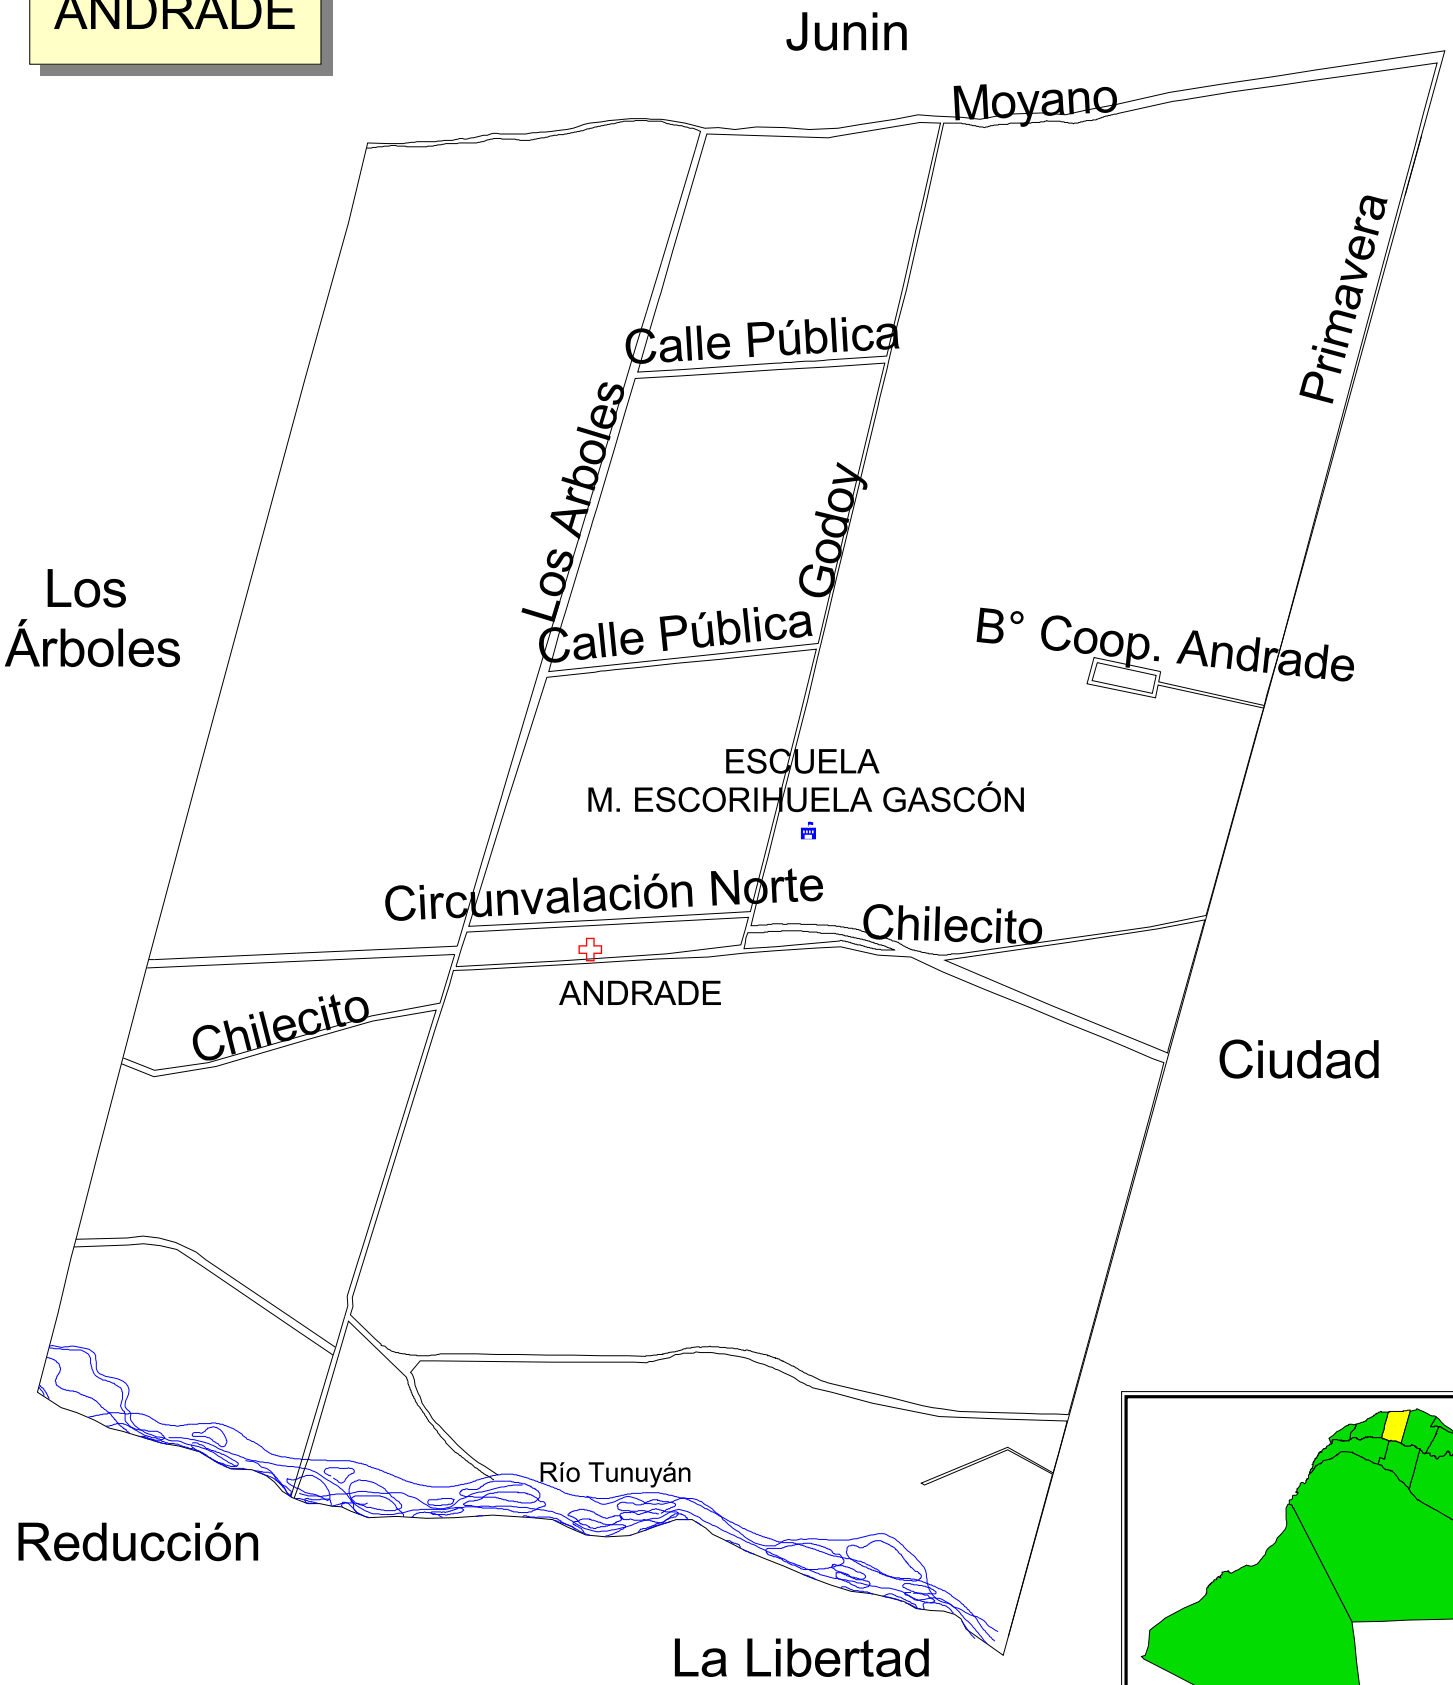 ANDRADE
Junin
Moyano
Primavera
Calle Pública
Los Arboles
Godoy
Los
Árboles
Calle Pública
B° Coop. Andrade
ESCUELA
M. ESCORIHUELA GASCÓN
Circunvalación Norte
Chilecito
ANDRADE
Chilecito
Ciudad
Río Tunuyán
Reducción
La Libertad